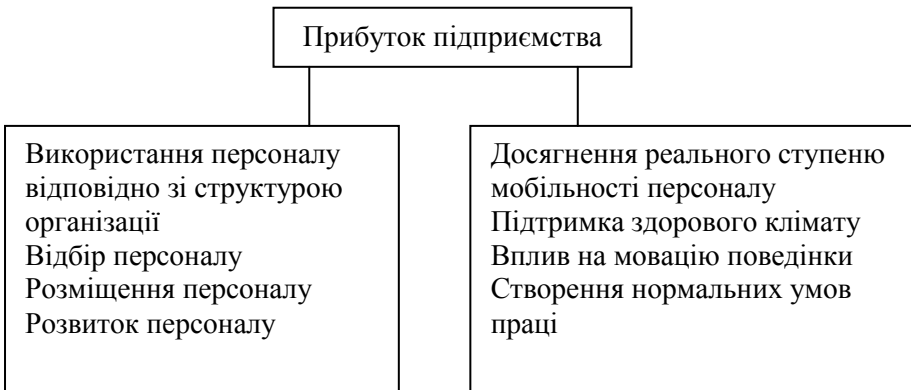 Прибуток підприємства
Використання персоналу
відповідно зі структурою
організації
Відбір персоналу
Розміщення персоналу
Розвиток персоналу
Досягнення реального ступеню
мобільності персоналу
Підтримка здорового клімату
Вплив на мовацію поведінки
Створення нормальних умов
праці